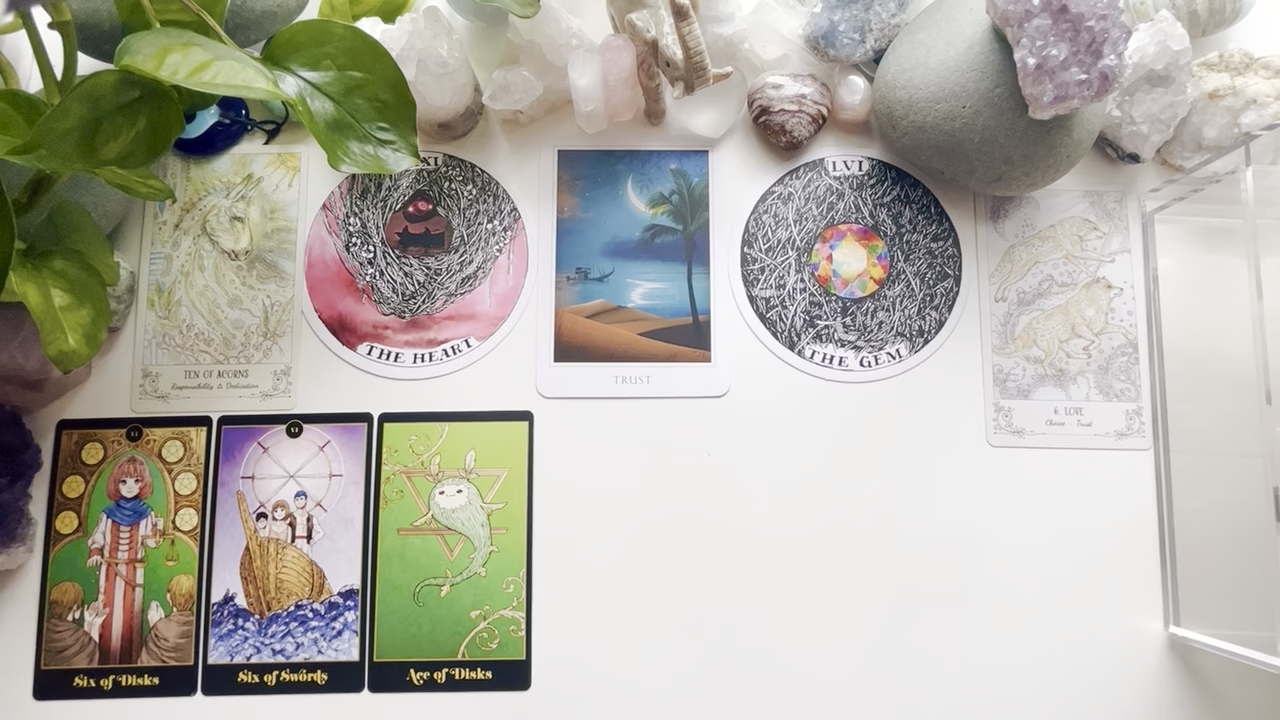 XI
THE HEART
TRUST
LVI
THE GEM
TEN OF ACORNS
Responsibility & Dedication
6. LOVE
Choice · Trust
VI
Six of Disks
VI
Six of Swords
Ace of Disks